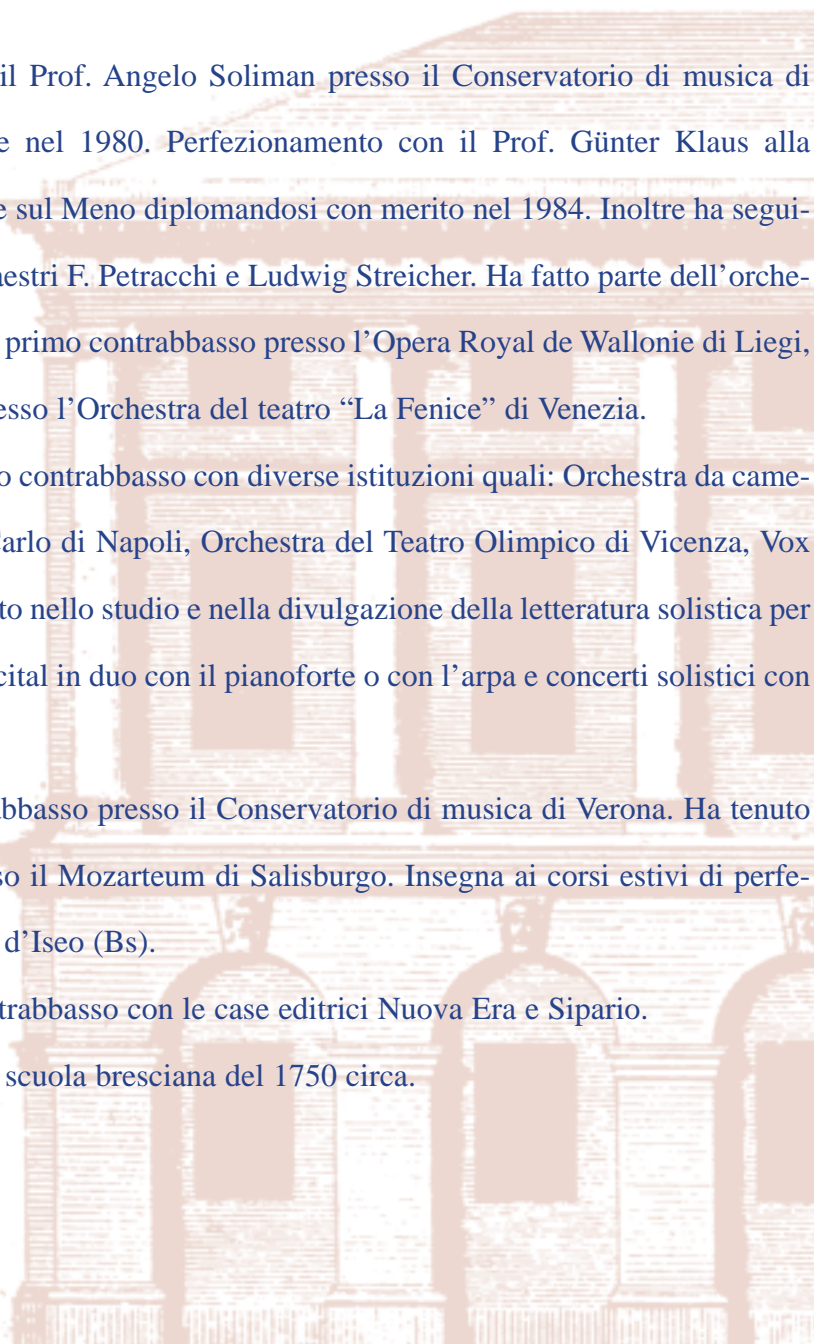 il Prof. Angelo Soliman presso il Conservatorio di musica di
e nel 1980. Perfezionamento con il Prof. Günter Klaus alla
e sul Meno diplomandosi con merito nel 1984. Inoltre ha segui-
aestri F. Petracchi e Ludwig Streicher. Ha fatto parte dell’orche-
primo contrabbasso presso l’Opera Royal de Wallonie di Liegi,
esso l’Orchestra del teatro “La Fenice” di Venezia.
o contrabbasso con diverse istituzioni quali: Orchestra da came-
Carlo di Napoli, Orchestra del Teatro Olimpico di Vicenza, Vox
to nello studio e nella divulgazione della letteratura solistica per
cital in duo con il pianoforte o con l’arpa e concerti solistici con
abbasso presso il Conservatorio di musica di Verona. Ha tenuto
so il Mozarteum di Salisburgo. Insegna ai corsi estivi di perfe-
d’Iseo (Bs).
trabbasso con le case editrici Nuova Era e Sipario.
scuola bresciana del 1750 circa.